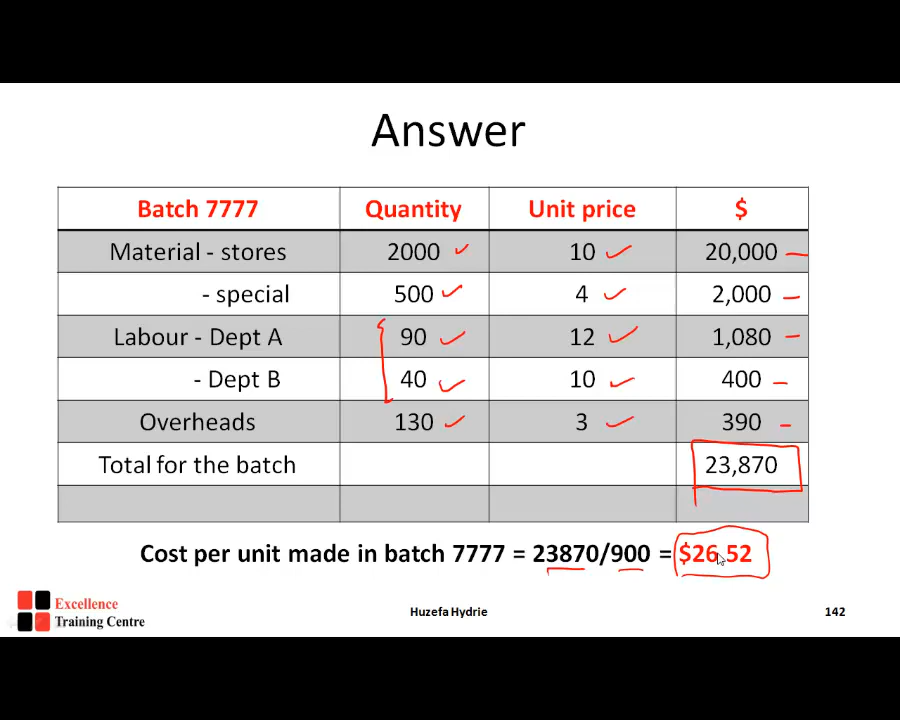 Answer
Batch 7777 Quantity Unit price $
Material - stores 2000 10 20,000
- special 500 4 2,000
Labour - Dept A 90 12 1,080
- Dept B 40 10 400
Overheads 130 3 390
Total for the batch 23,870
Cost per unit made in batch 7777 = 23870/900 = $26.52
Excellence
Training Centre
Huzefa Hydrie
142